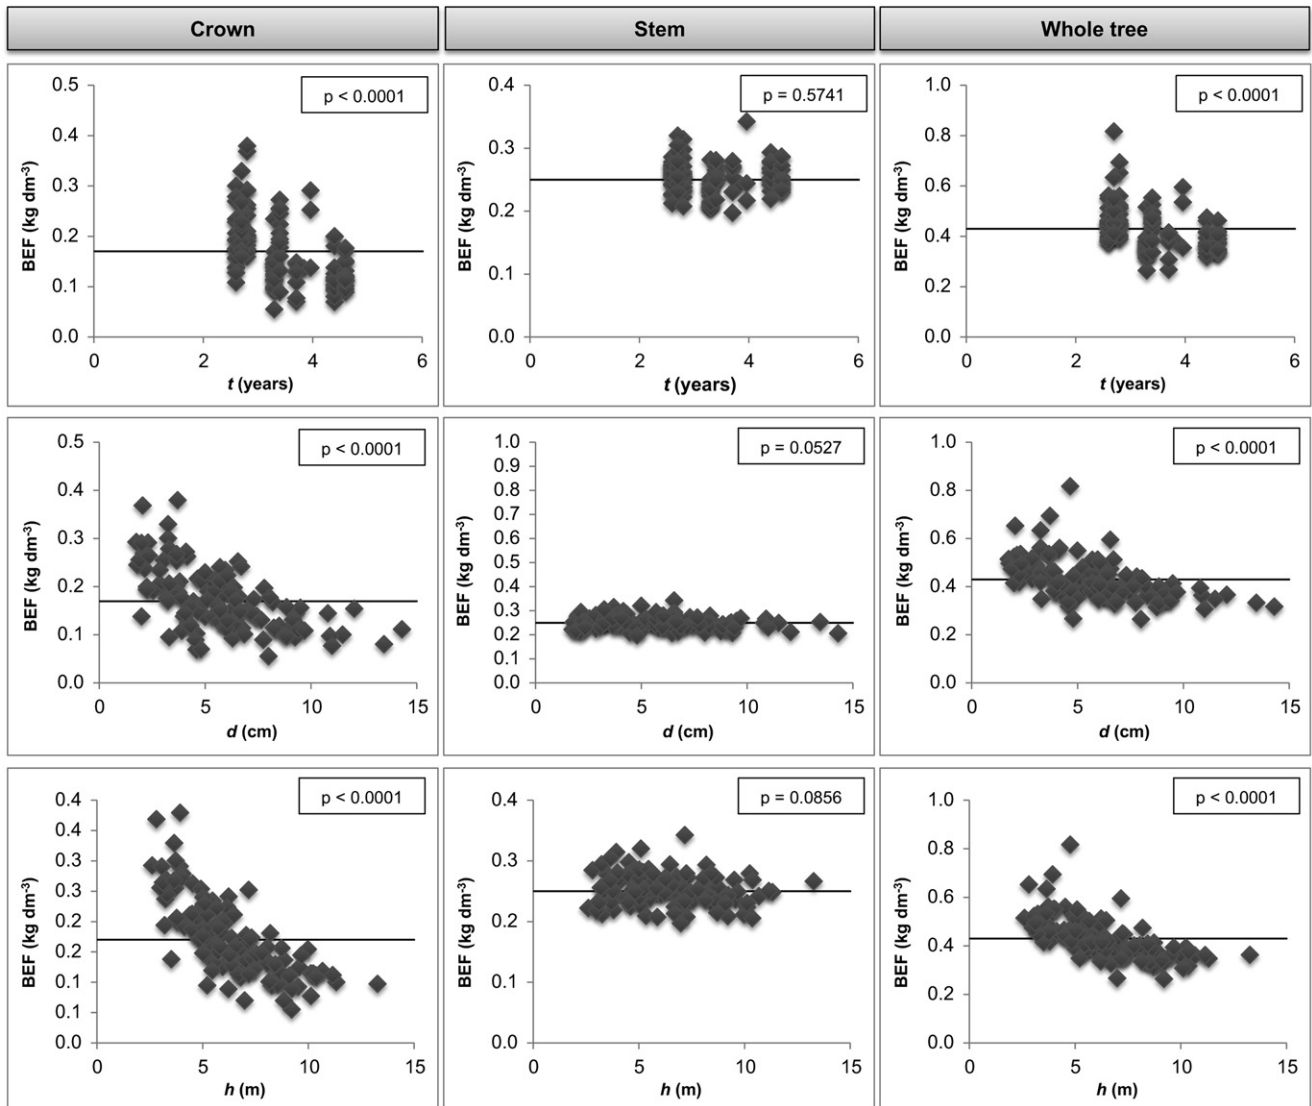 Crown Stem Whole tree
p < 0.0001
BEF (kg dm-3)
0.5
0.4
0.3
0.2
0.1
0.0
0 2 4 6
t (years)
p = 0.5741
BEF (kg dm-3)
0.4
0.3
0.2
0.1
0.0
0 2 4 6
t (years)
p < 0.0001
BEF (kg dm-3)
1.0
0.8
0.6
0.4
0.2
0.0
0 2 4 6
t (years)
p < 0.0001
BEF (kg dm-3)
0.5
0.4
0.3
0.2
0.1
0.0
0 5 10 15
d (cm)
p = 0.0527
BEF (kg dm-3)
1.0
0.9
0.8
0.7
0.6
0.5
0.4
0.3
0.2
0.1
0.0
0 5 10 15
d (cm)
p < 0.0001
BEF (kg dm-3)
1.0
0.8
0.6
0.4
0.2
0.0
0 5 10 15
d (cm)
p < 0.0001
BEF (kg dm-3)
0.4
0.4
0.3
0.3
0.2
0.2
0.1
0.1
0.0
0 5 10 15
h (m)
p = 0.0856
BEF (kg dm-3)
0.4
0.3
0.2
0.1
0.0
0 5 10 15
h (m)
p < 0.0001
BEF (kg dm-3)
1.0
0.8
0.6
0.4
0.2
0.0
0 5 10 15
h (m)